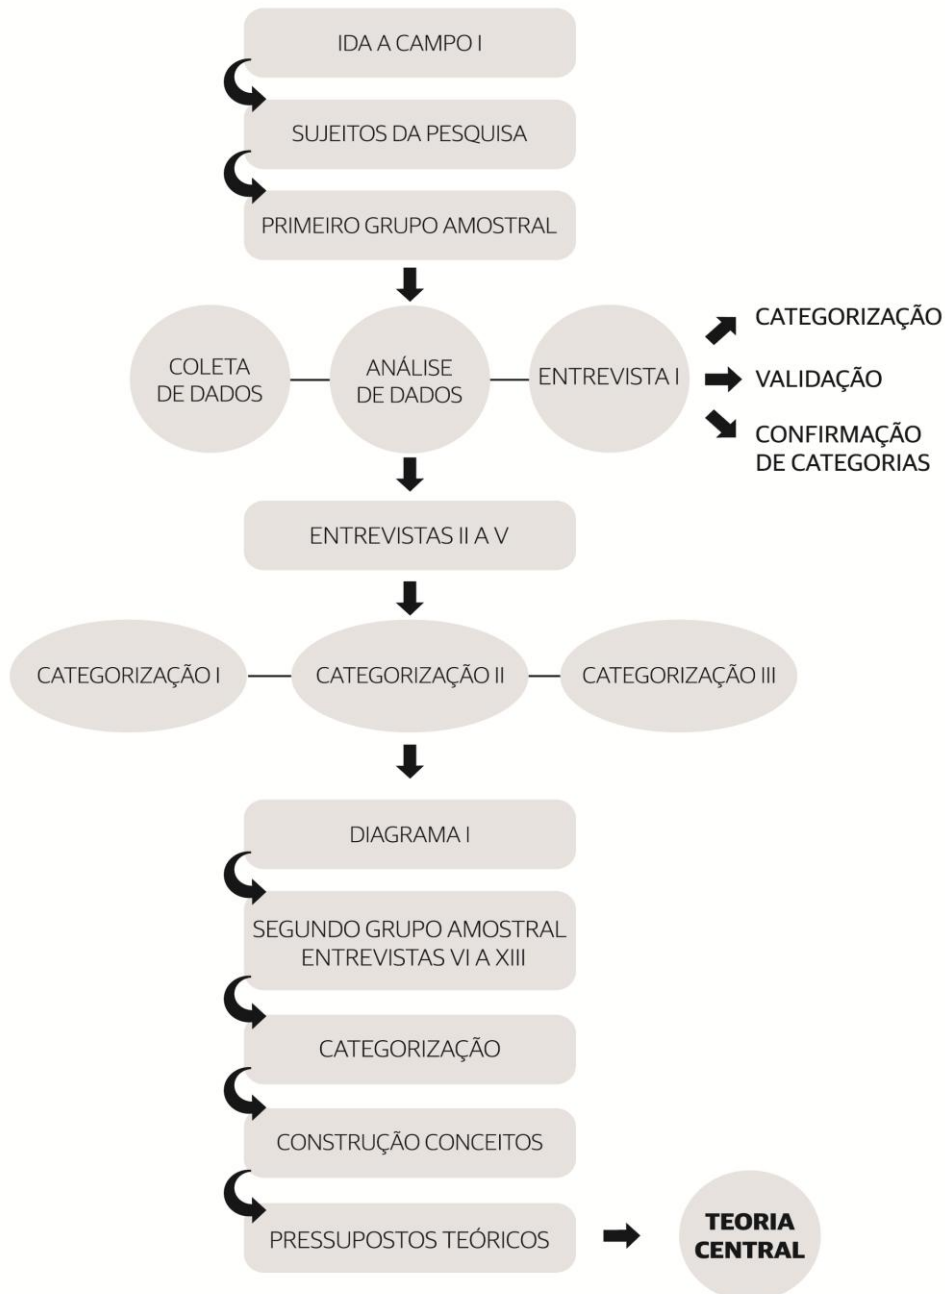 IDA A CAMPO I
SUJEITOS DA PESQUISA
PRIMEIRO GRUPO AMOSTRAL
COLETA
DE DADOS
ANÁLISE
DE DADOS
ENTREVISTA I
CATEGORIZAÇÃO
VALIDAÇÃO
CONFIRMAÇÃO
DE CATEGORIAS
ENTREVISTAS II A V
CATEGORIZAÇÃO I
CATEGORIZAÇÃO II
CATEGORIZAÇÃO III
DIAGRAMA I
SEGUNDO GRUPO AMOSTRAL
ENTREVISTAS VI A XIII
CATEGORIZAÇÃO
CONSTRUÇÃO CONCEITOS
PRESSUPOSTOS TEÓRICOS
TEORIA
CENTRAL